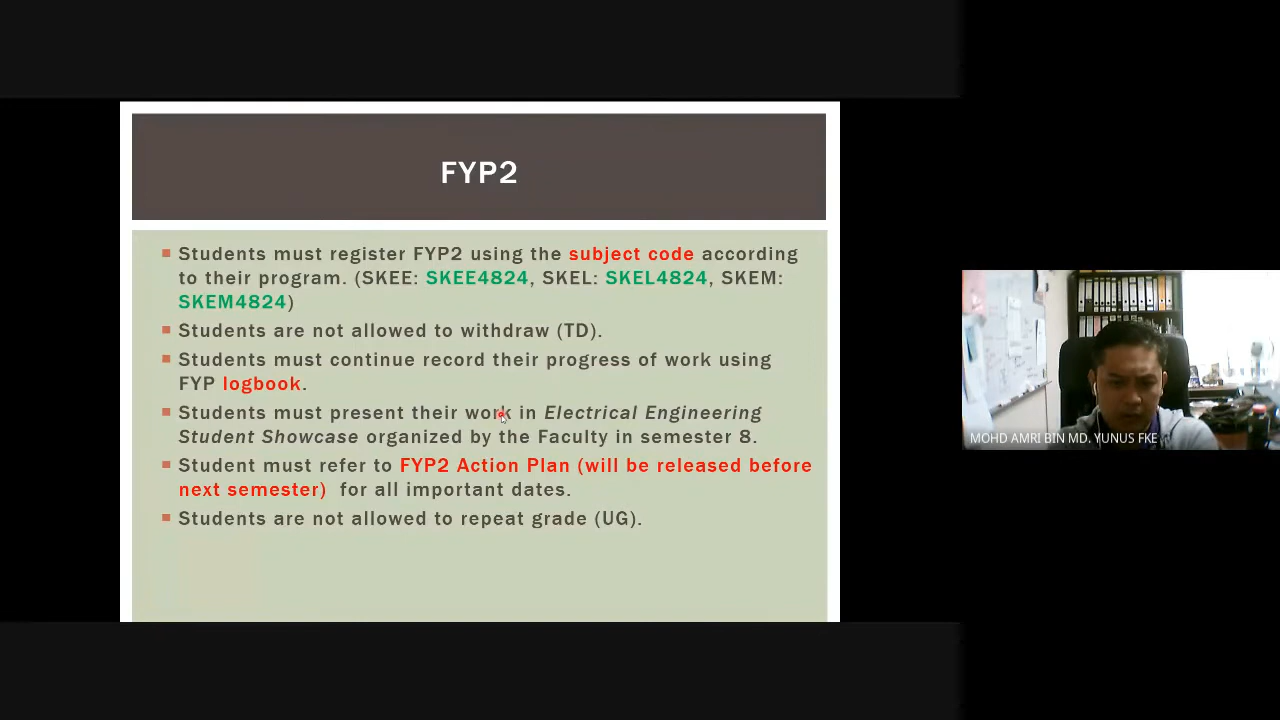 FYP2
Students must register FYP2 using the subject code according
to their program. (SKEE: SKEE4824, SKEL: SKEL4824, SKEM:
SKEM4824)
Students are not allowed to withdraw (TD).
Students must continue record their progress of work using
FYP logbook.
Students must present their work in Electrical Engineering
Student Showcase organized by the Faculty in semester 8.
Student must refer to FYP2 Action Plan (will be released before
next semester) for all important dates.
Students are not allowed to repeat grade (UG).
MOHD AMRI BIN MD. YUNUS FKE